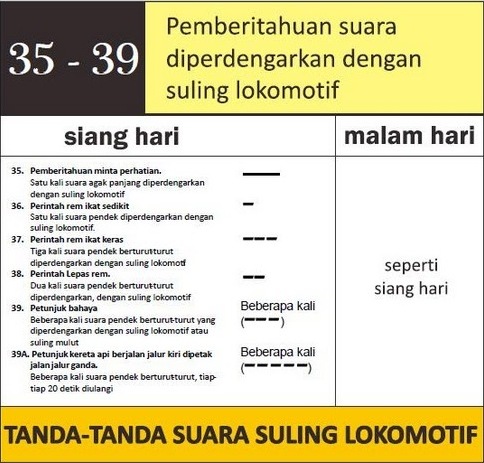 35 - 39
Pemberitahuan suara
diperdengarkan dengan
suling lokomotif
siang hari
malam hari
35. Pemberitahuan minta perhatian.
Satu kali suara agak panjang diperdengarkan
dengan suling lokomotif
36. Perintah rem ikat sedikit
Satu kali suara pendek diperdengarkan dengan
suling lokomotif.
37. Perintah rem ikat keras
Tiga kali suara pendek berturut-turut
diperdengarkan dengan suling lokomotf
38. Perintah Lepas rem.
Dua kali suara pendek berturut-turut
diperdengarkan, dengan suling lokomotif
39. Petunjuk bahaya
Beberapa kali suara pendek berturut-turut yang
diperdengarkan dengan suling lokomotif atau
suling mulut
Beberapa kali
(---)
39A. Petunjuk kereta api berjalan jalur kiri dipetak
jalan jalur ganda.
Beberapa kali suara pendek berturut-turut, tiap-
tiap 20 detik diulangi
Beberapa kali
(-----)
seperti
siang hari
TANDA-TANDA SUARA SULING LOKOMOTIF